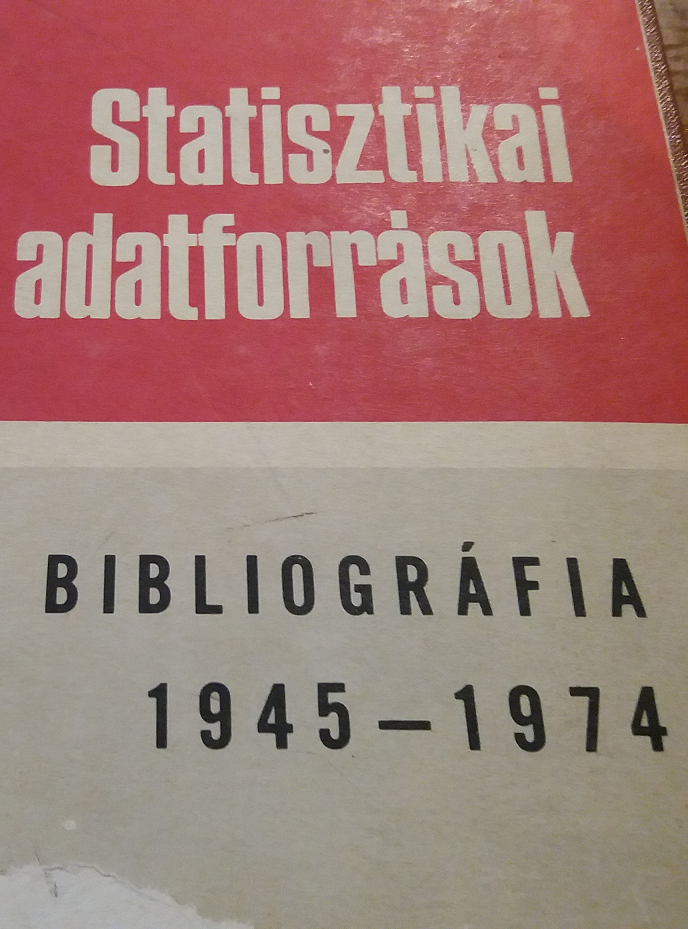 Statisztikai
adatforrások
BIBLIOGRÁFIA
1945–1974